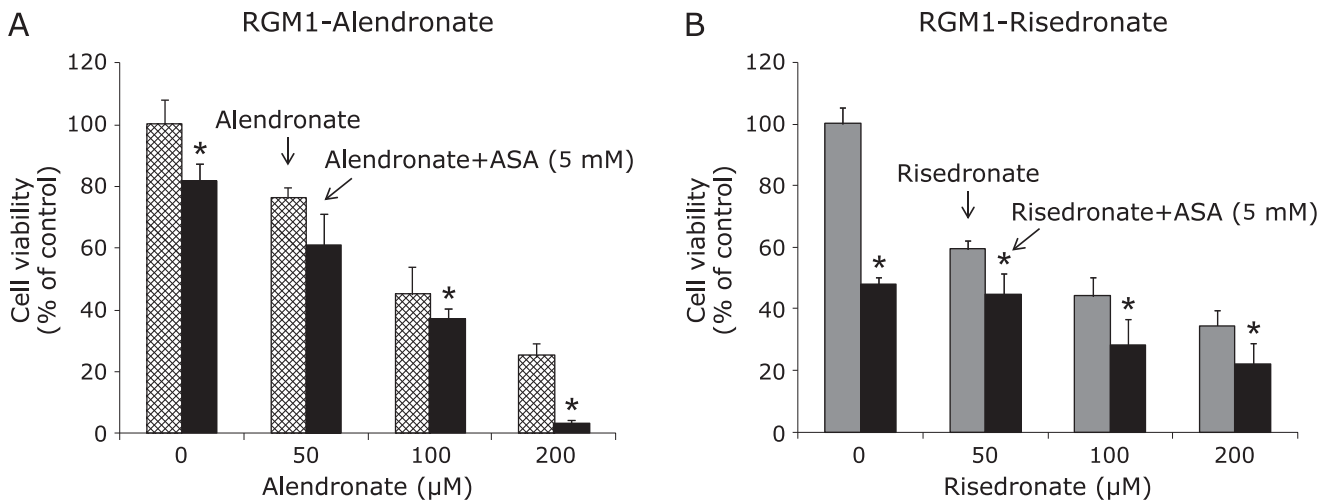 A
RGM1-Alendronate
120
100
80
60
40
20
0
Cell viability
(% of control)
*
Alendronate
Alendronate+ASA (5 mM)
*
*
0
50
100
200
Alendronate (μM)
B
RGM1-Risedronate
120
100
80
60
40
20
0
Cell viability
(% of control)
*
Risedronate
Risedronate+ASA (5 mM)
*
*
*
0
50
100
200
Risedronate (μM)